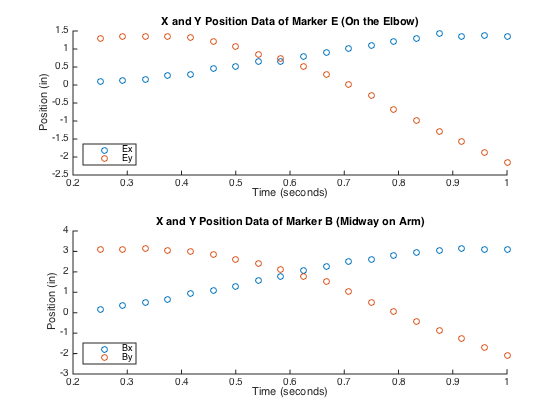 X and Y Position Data of Marker E (On the Elbow)
Position (in)
1.5
1
0.5
0
-0.5
-1
-1.5
-2
-2.5
Ex
Ey
0.2 0.3 0.4 0.5 0.6 0.7 0.8 0.9 1
Time (seconds)
X and Y Position Data of Marker B (Midway on Arm)
Position (in)
4
3
2
1
0
-1
-2
-3
Bx
By
0.2 0.3 0.4 0.5 0.6 0.7 0.8 0.9 1
Time (seconds)